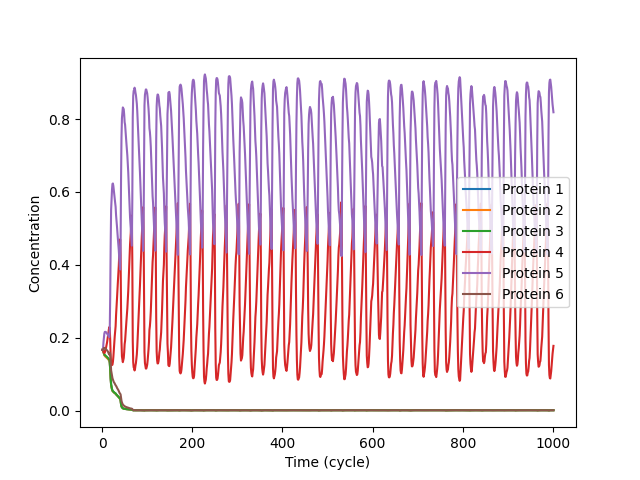 Concentration
0.8
0.6
0.4
0.2
0.0
Protein 1
Protein 2
Protein 3
Protein 4
Protein 5
Protein 6
0
200
400
600
800
1000
Time (cycle)